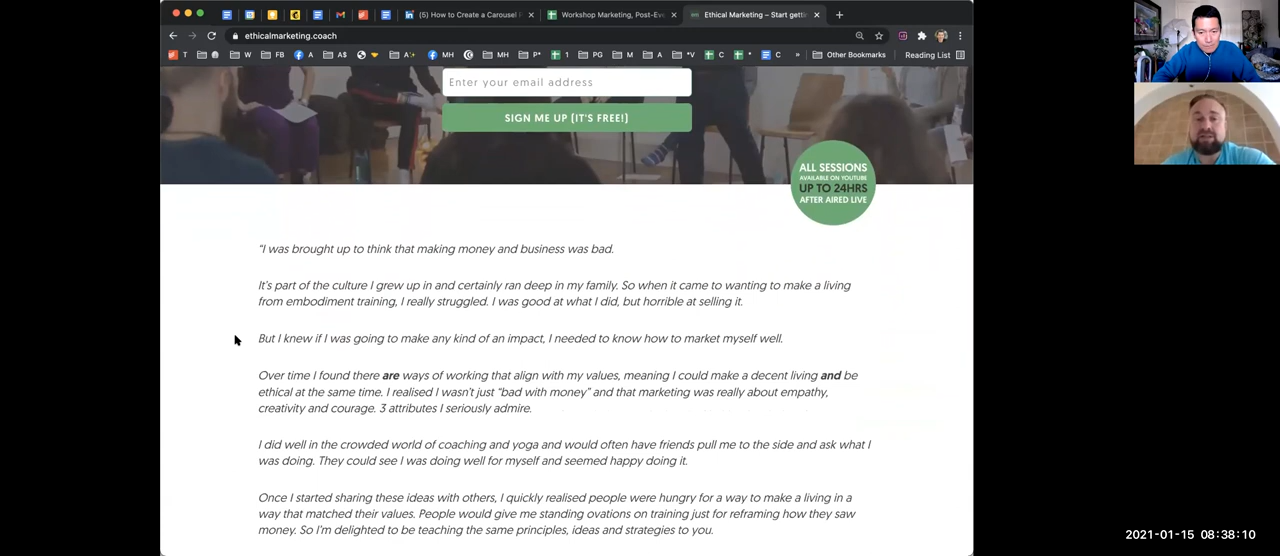 (5) How to Create a Carousel
Workshop Marketing, Post-Ev
Ethical Marketing – Start gett
ethicalmarketing.coach
T
W
FB
A
A$
A
MH
MH
P*
1
PG
M
A
*V
C
*
C
»
Other Bookmarks
Reading List
Enter your email address
SIGN ME UP (IT'S FREE!)
ALL SESSIONS
AVAILABLE ON YOUTUBE
UP TO 24HRS
AFTER AIRED LIVE
“I was brought up to think that making money and business was bad.
It’s part of the culture I grew up in and certainly ran deep in my family. So when it came to wanting to make a living
from embodiment training, I really struggled. I was good at what I did, but horrible at selling it.
But I knew if I was going to make any kind of an impact, I needed to know how to market myself well.
Over time I found there are ways of working that align with my values, meaning I could make a decent living and be
ethical at the same time. I realised I wasn’t just “bad with money” and that marketing was really about empathy,
creativity and courage. 3 attributes I seriously admire.
I did well in the crowded world of coaching and yoga and would often have friends pull me to the side and ask what I
was doing. They could see I was doing well for myself and seemed happy doing it.
Once I started sharing these ideas with others, I quickly realised people were hungry for a way to make a living in a
way that matched their values. People would give me standing ovations on training just for reframing how they saw
money. So I’m delighted to be teaching the same principles, ideas and strategies to you.
2021-01-15 08:38:10